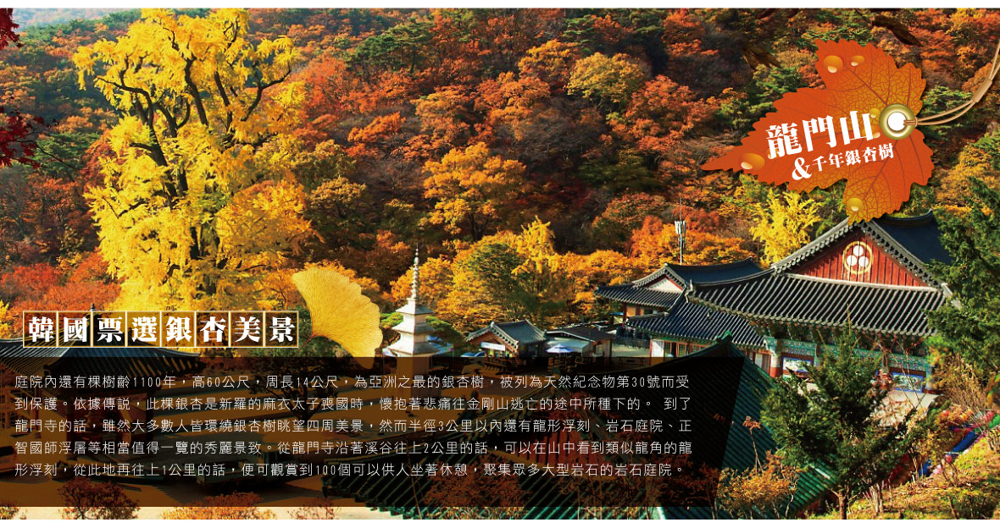 龍門山
&千年銀杏樹
韓國票選銀杏美景
庭院內還有棵樹齡1100年，高60公尺，周長14公尺，為亞洲之最的銀杏樹，被列為天然紀念物第30號而受
到保護。依據傳說，此棵銀杏是新羅的麻衣太子喪國時，懷抱著悲痛往金剛山逃亡的途中所種下的。 到了
龍門寺的話，雖然大多數人皆環繞銀杏樹眺望四周美景，然而半徑3公里以內還有龍形浮刻、岩石庭院、正
智國師浮屠等相當值得一覽的秀麗景致。從龍門寺沿著溪谷往上2公里的話，可以在山中看到類似龍角的龍
形浮刻，從此地再往上1公里的話，便可觀賞到100個可以供人坐著休憩，聚集眾多大型岩石的岩石庭院。